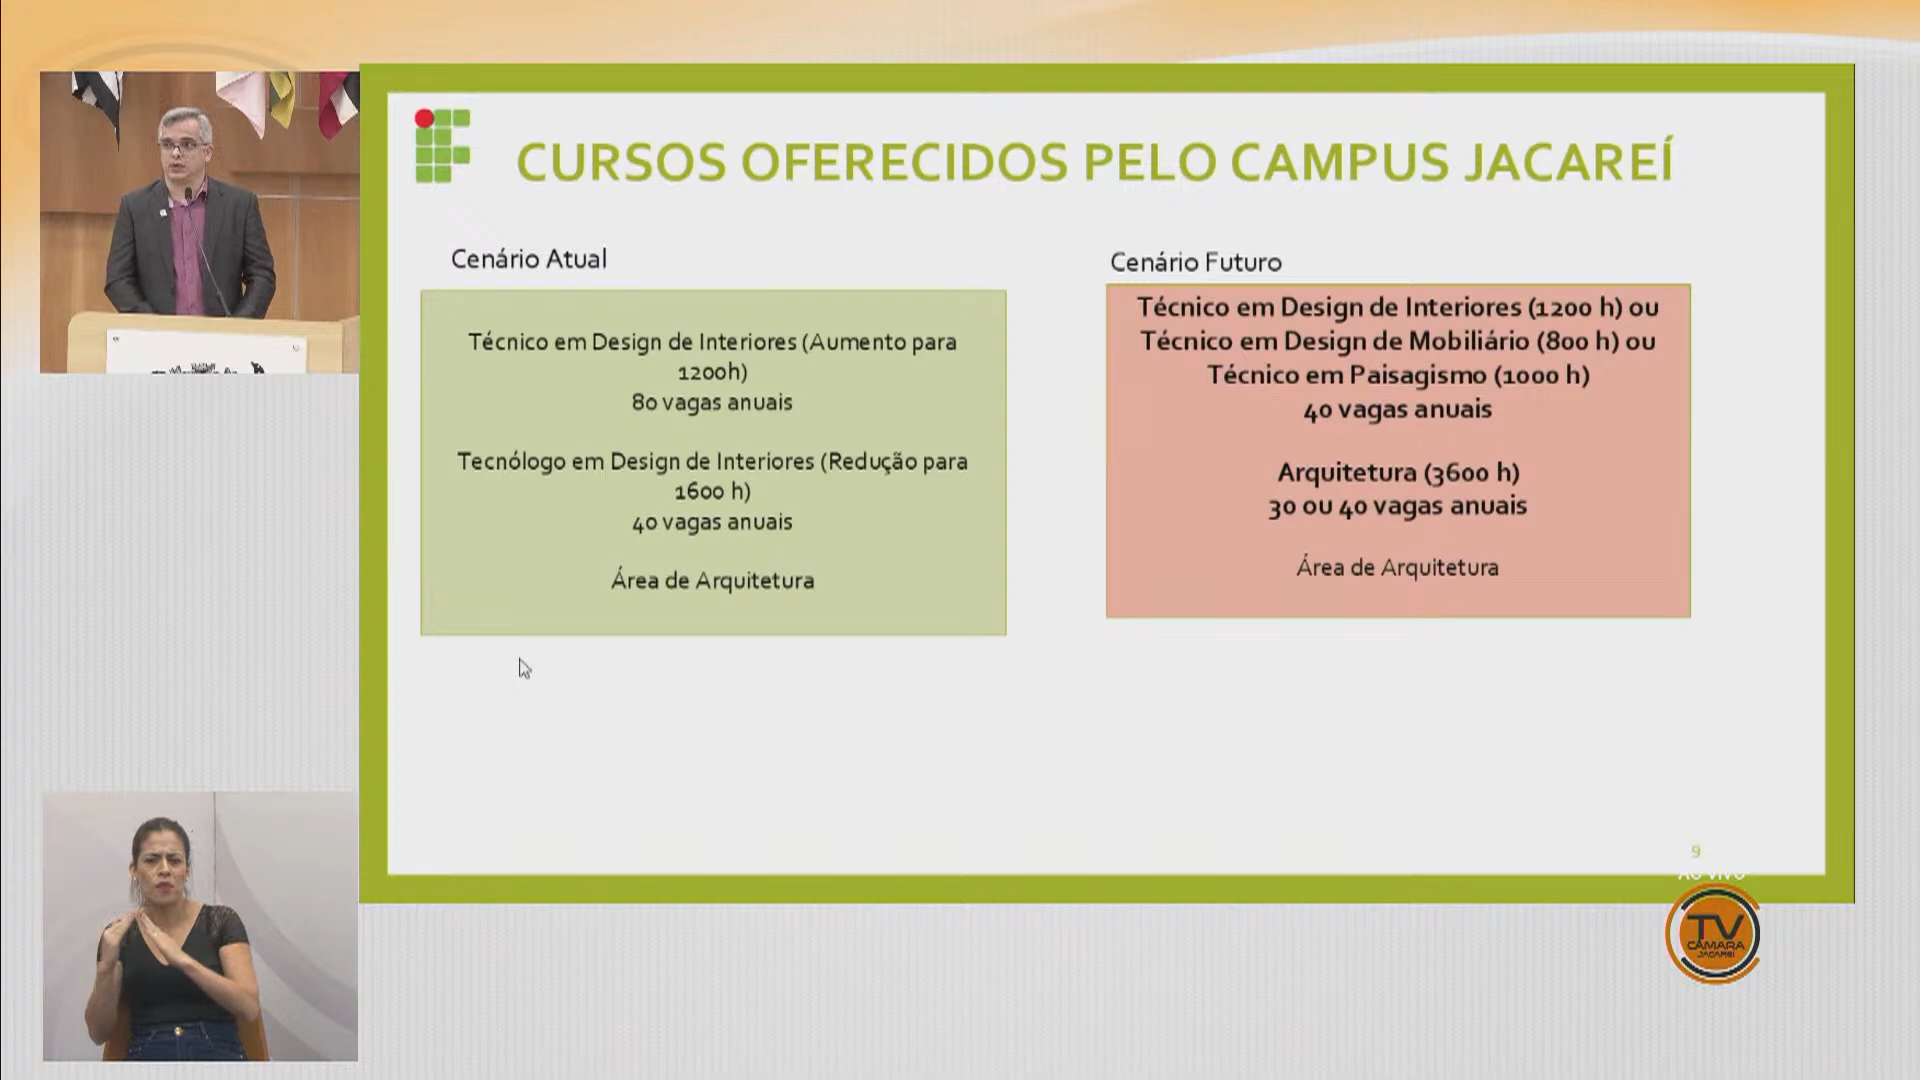 CURSOS OFERECIDOS PELO CAMPUS JACAREÍ
Cenário Atual
Técnico em Design de Interiores (Aumento para
1200h)
80 vagas anuais
Tecnólogo em Design de Interiores (Redução para
1600 h)
40 vagas anuais
Área de Arquitetura
Cenário Futuro
Técnico em Design de Interiores (1200 h) ou
Técnico em Design de Mobiliário (800 h) ou
Técnico em Paisagismo (1000 h)
40 vagas anuais
Arquitetura (3600 h)
30 ou 40 vagas anuais
Área de Arquitetura
9
AO VIVO
TV
CÂMARA
JACAREÍ